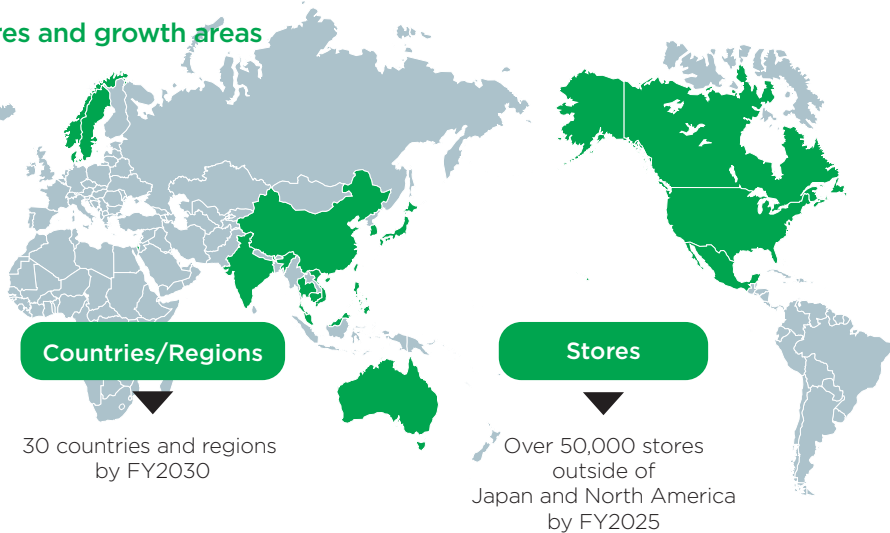 and growth areas
Countries/Regions
30 countries and regions
by FY2030
Stores
Over 50,000 stores
outside of
Japan and North America
by FY2025